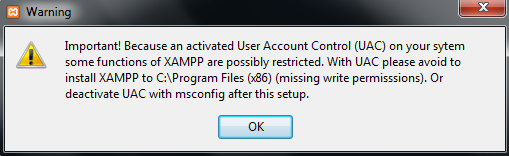 Warning
Important! Because an activated User Account Control (UAC) on your sytem
some functions of XAMPP are possibly restricted. With UAC please avoid to
install XAMPP to C:\Program Files (x86) (missing write permisssions). Or
deactivate UAC with msconfig after this setup.
OK